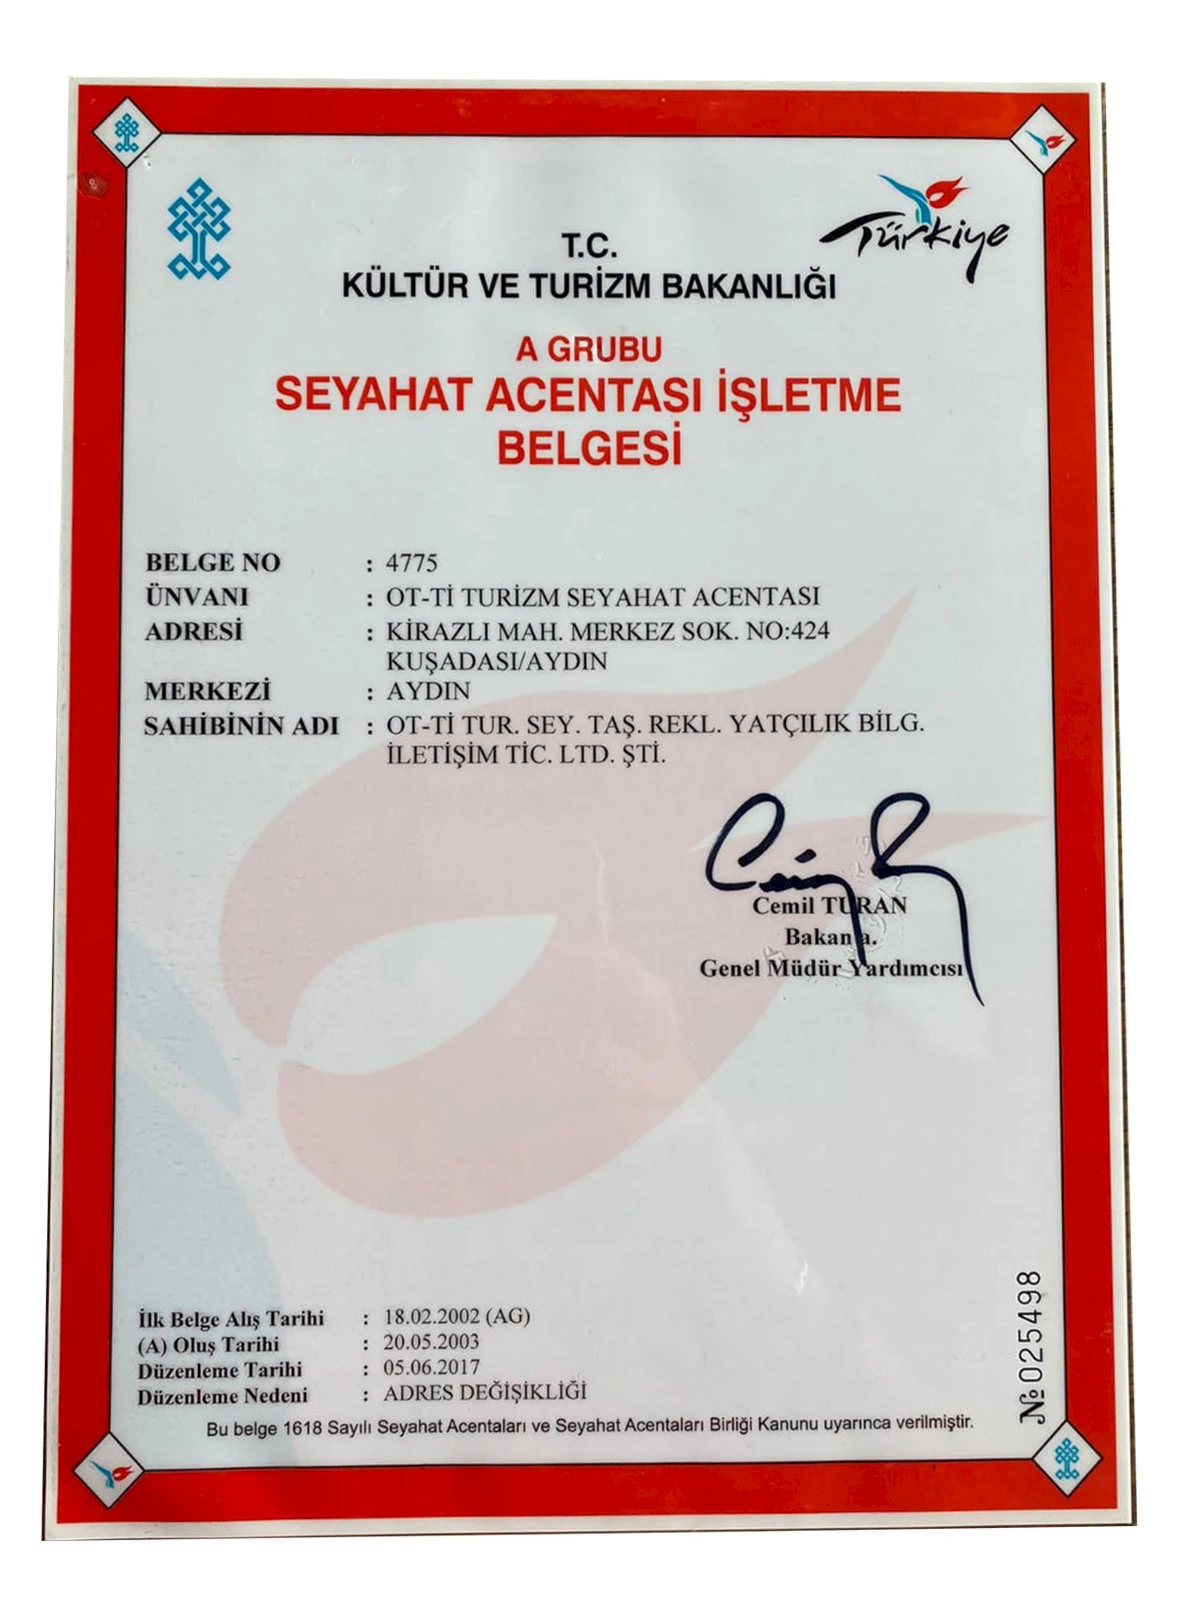 Türkiye
T.C.
KÜLTÜR VE TURİZM BAKANLIĞI
A GRUBU
SEYAHAT ACENTASI İŞLETME
BELGESİ
BELGE NO : 4775
ÜNVANI : OT-Tİ TURİZM SEYAHAT ACENTASI
ADRESİ : KİRAZLI MAH. MERKEZ SOK. NO:424
KUŞADASI/AYDIN
MERKEZİ : AYDIN
SAHİBİNİN ADI : OT-Tİ TUR. SEY. TAŞ. REKL. YATÇILIK BİLG.
İLETİŞİM TİC. LTD. ŞTİ.
Cemil TURAN
Bakan a.
Genel Müdür Yardımcısı
İlk Belge Alış Tarihi : 18.02.2002 (AG)
(A) Oluş Tarihi : 20.05.2003
Düzenleme Tarihi : 05.06.2017
Düzenleme Nedeni : ADRES DEĞİŞİKLİĞİ
Bu belge 1618 Sayılı Seyahat Acentaları ve Seyahat Acentaları Birliği Kanunu uyarınca verilmiştir.
№025498